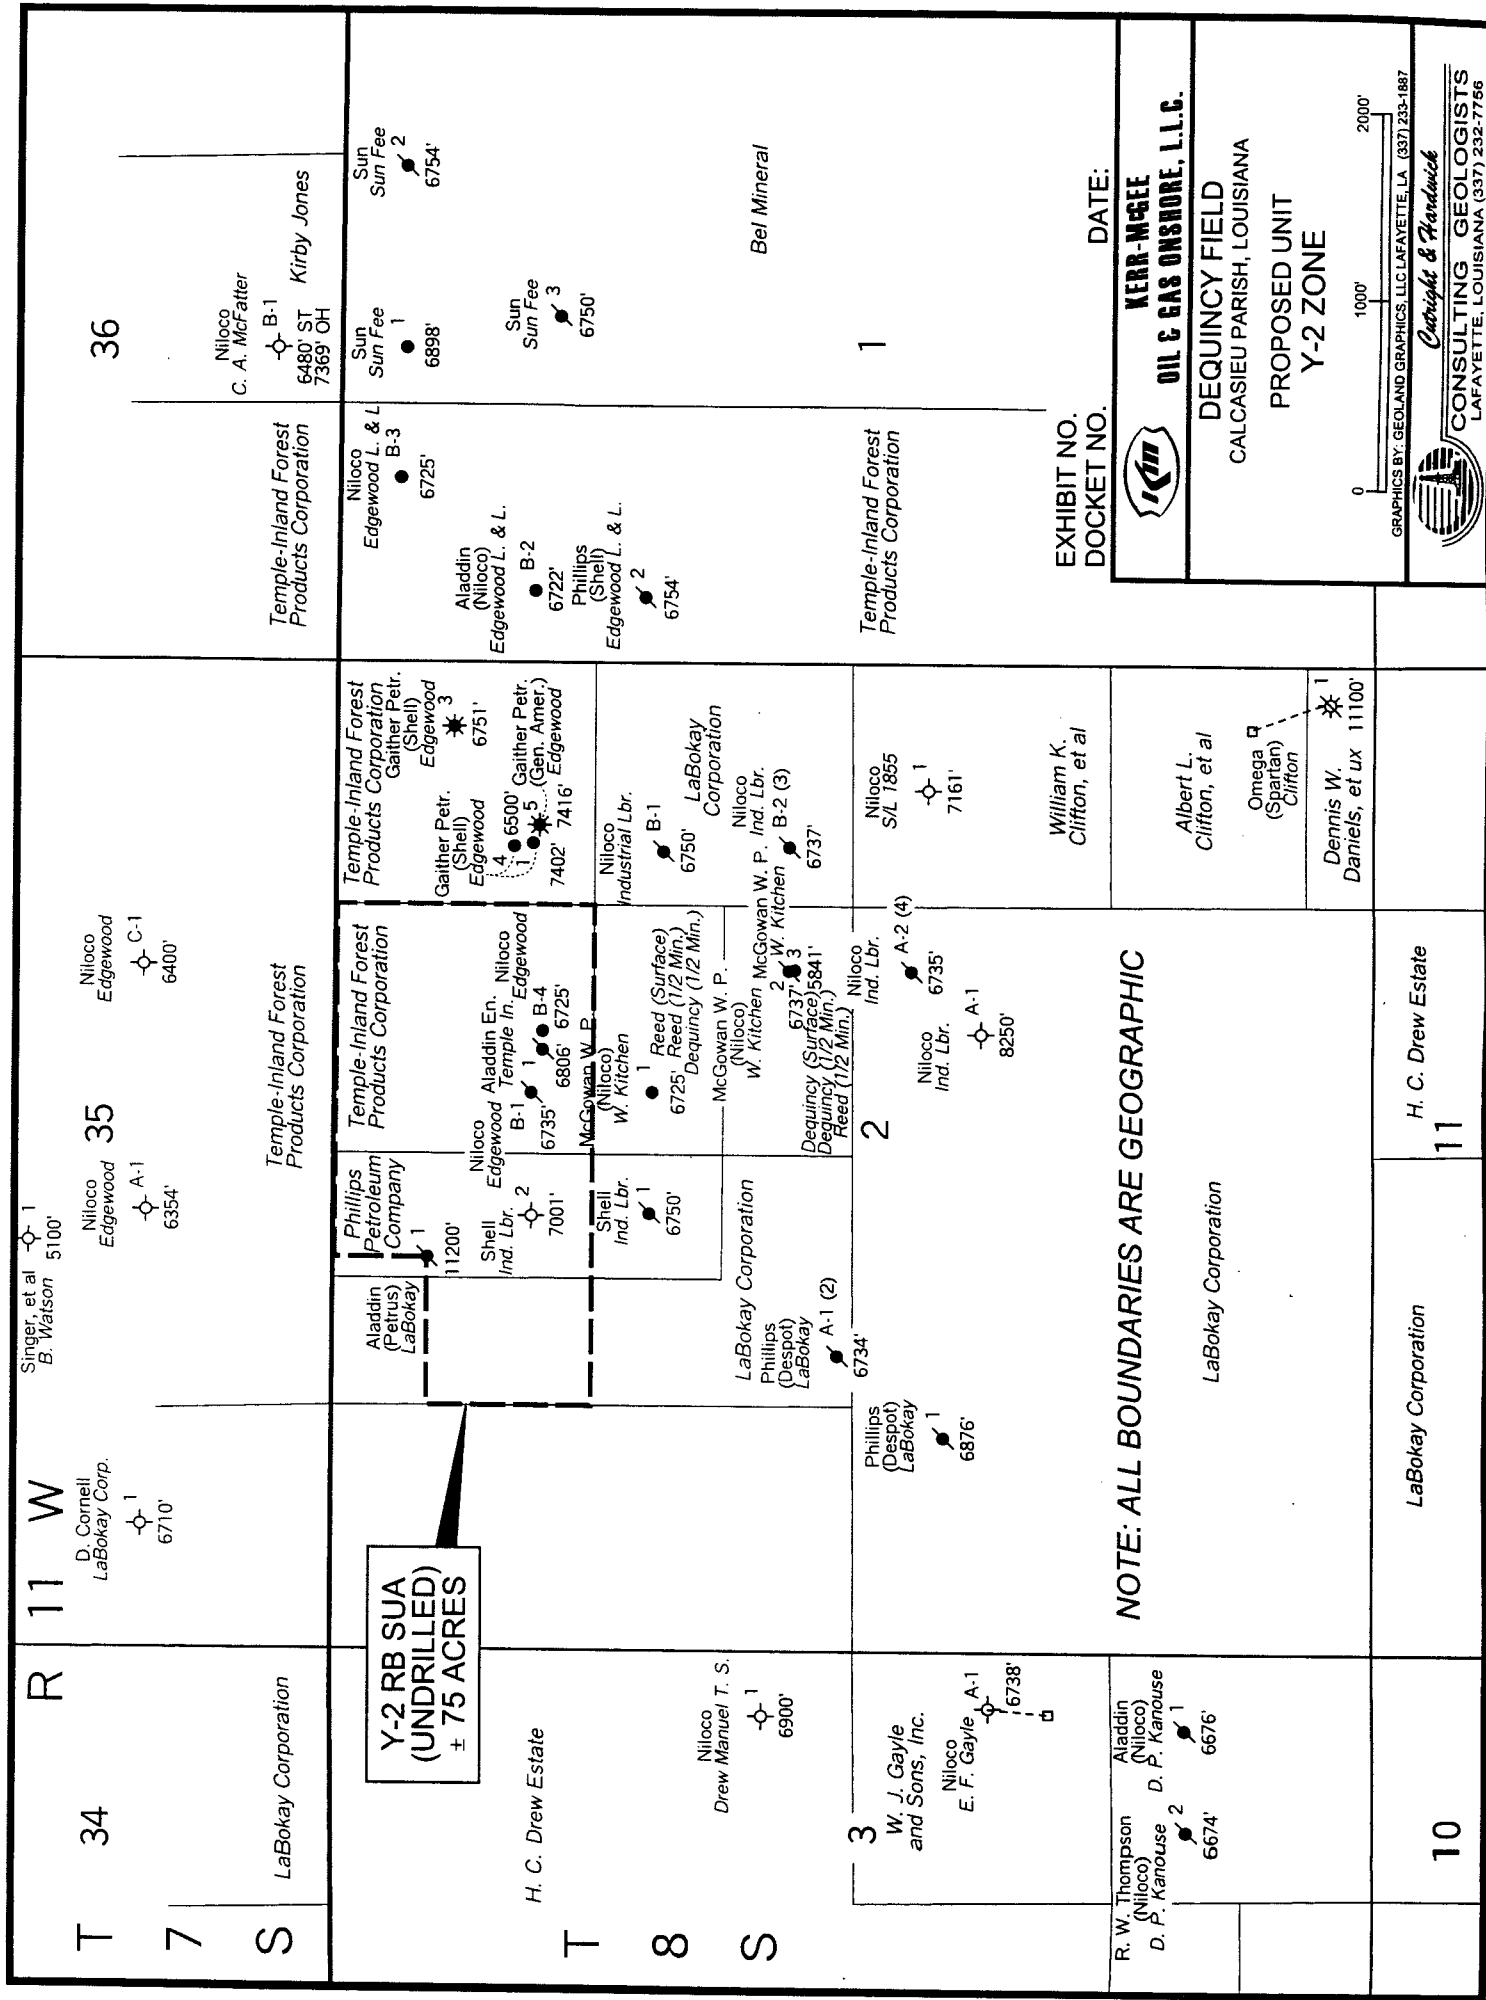 R 11 W
T 7 S
T 8 S
34
35
36
3
2
1
10
11
Singer, et al
B. Watson
1
5100'
D. Cornell
LaBokay Corp.
1
6710'
Niloco
Edgewood
A-1
6354'
Niloco
Edgewood
C-1
6400'
Niloco
C. A. McFatter
B-1
6480' ST
7369' OH
Kirby Jones
LaBokay Corporation
Temple-Inland Forest
Products Corporation
Temple-Inland Forest
Products Corporation
Y-2 RB SUA
(UNDRILLED)
± 75 ACRES
Aladdin
(Petrus)
LaBokay
1
11200'
Phillips
Petroleum
Company
Temple-Inland Forest
Products Corporation
Temple-Inland Forest
Products Corporation
Gaither Petr.
(Shell)
Edgewood
3
6751'
Gaither Petr.
(Shell)
Edgewood
4
6500'
1
7402'
5
7416'
Gaither Petr.
(Gen. Amer.)
Edgewood
Shell
Ind. Lbr.
2
7001'
Niloco
Edgewood
B-1
6735'
Aladdin En.
Temple In.
1
6806'
Niloco
Edgewood
B-4
6725'
Niloco
Edgewood L. & L
B-3
6725'
Sun
Sun Fee
1
6898'
Sun
Sun Fee
2
6754'
Sun
Sun Fee
3
6750'
Aladdin
(Niloco)
Edgewood L. & L.
B-2
6722'
Phillips
(Shell)
Edgewood L. & L.
2
6754'
Bel Mineral
H. C. Drew Estate
Niloco
Drew Manuel T. S.
1
6900'
Shell
Ind. Lbr.
1
6750'
McGowan W. P.
(Niloco)
W. Kitchen
1
6725'
Reed (Surface)
Reed (1/2 Min.)
Dequincy (1/2 Min.)
Niloco
Industrial Lbr.
B-1
6750'
LaBokay
Corporation
Niloco
Ind. Lbr.
B-2 (3)
6737'
McGowan W. P.
(Niloco)
W. Kitchen
2
6737'
McGowan W. P.
W. Kitchen
3
5841'
Dequincy (Surface)
Dequincy (1/2 Min.)
Reed (1/2 Min.)
LaBokay Corporation
Phillips
(Despot)
LaBokay
A-1 (2)
6734'
Phillips
(Despot)
LaBokay
1
6876'
Niloco
Ind. Lbr.
A-2 (4)
6735'
Niloco
Ind. Lbr.
A-1
8250'
Niloco
S/L 1855
1
7161'
Temple-Inland Forest
Products Corporation
W. J. Gayle
and Sons, Inc.
Niloco
E. F. Gayle
A-1
6738'
William K.
Clifton, et al
R. W. Thompson
(Niloco)
D. P. Kanouse
2
6674'
Aladdin
(Niloco)
D. P. Kanouse
1
6676'
NOTE: ALL BOUNDARIES ARE GEOGRAPHIC
LaBokay Corporation
Albert L.
Clifton, et al
Omega
(Spartan)
Clifton
1
11100'
Dennis W.
Daniels, et ux
LaBokay Corporation
H. C. Drew Estate
EXHIBIT NO.
DOCKET NO.
DATE:
KM
KERR-McGEE
OIL & GAS ONSHORE, L.L.C.
DEQUINCY FIELD
CALCASIEU PARISH, LOUISIANA
PROPOSED UNIT
Y-2 ZONE
0 1000' 2000'
GRAPHICS BY: GEOLAND GRAPHICS, LLC LAFAYETTE, LA (337) 233-1887
Cutright & Hardwick
CONSULTING GEOLOGISTS
LAFAYETTE, LOUISIANA (337) 232-7756